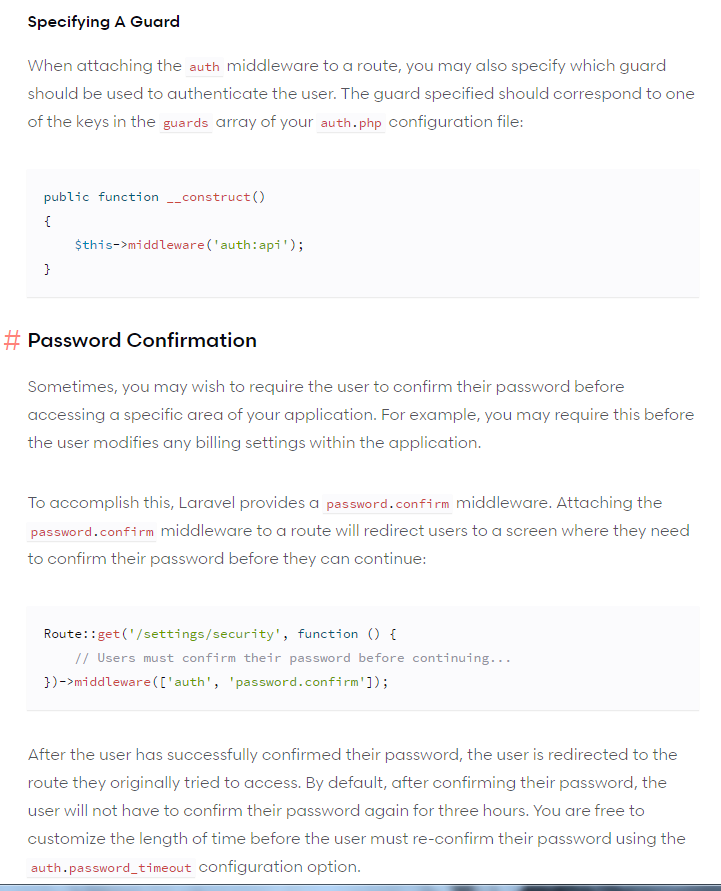 Specifying A Guard
When attaching the auth middleware to a route, you may also specify which guard
should be used to authenticate the user. The guard specified should correspond to one
of the keys in the guards array of your auth.php configuration file:
public function __construct()
{
    $this->middleware('auth:api');
}
# Password Confirmation
Sometimes, you may wish to require the user to confirm their password before
accessing a specific area of your application. For example, you may require this before
the user modifies any billing settings within the application.
To accomplish this, Laravel provides a password.confirm middleware. Attaching the
password.confirm middleware to a route will redirect users to a screen where they need
to confirm their password before they can continue:
Route::get('/settings/security', function () {
    // Users must confirm their password before continuing...
})->middleware(['auth', 'password.confirm']);
After the user has successfully confirmed their password, the user is redirected to the
route they originally tried to access. By default, after confirming their password, the
user will not have to confirm their password again for three hours. You are free to
customize the length of time before the user must re-confirm their password using the
auth.password_timeout configuration option.